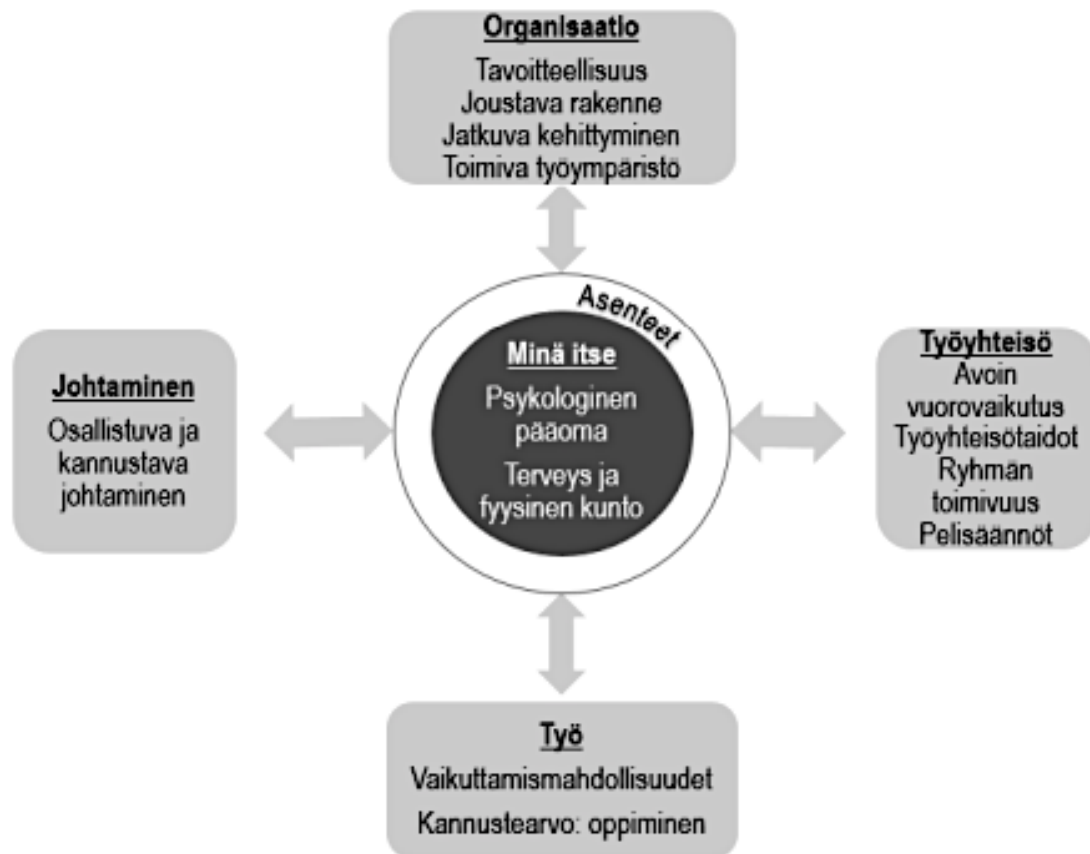 Organisaatio
Tavoitteellisuus
Joustava rakenne
Jatkuva kehittyminen
Toimiva työympäristö
Asenteet
Minä itse
Psykologinen
pääoma
Terveys ja
fyysinen kunto
Johtaminen
Osallistuva ja
kannustava
johtaminen
Työyhteisö
Avoin
vuorovaikutus
Työyhteisötaidot
Ryhmän
toimivuus
Pelisäännöt
Työ
Vaikuttamismahdollisuudet
Kannustearvo: oppiminen